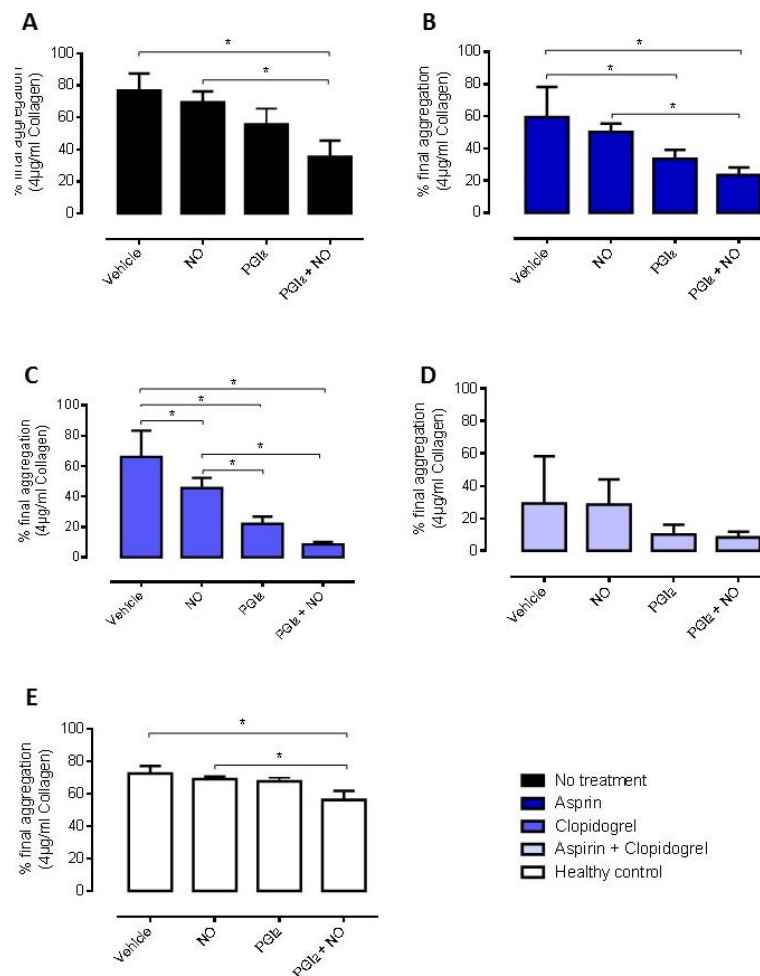 A
% final aggregation
(4µg/ml Collagen)
100
80
60
40
20
0
*
*
Vehicle
NO
PGI₂
PGI₂ + NO
B
% final aggregation
(4µg/ml Collagen)
100
80
60
40
20
0
*
*
*
Vehicle
NO
PGI₂
PGI₂ + NO
C
% final aggregation
(4µg/ml Collagen)
100
80
60
40
20
0
*
*
*
*
*
Vehicle
NO
PGI₂
PGI₂ + NO
D
% final aggregation
(4µg/ml Collagen)
100
80
60
40
20
0
Vehicle
NO
PGI₂
PGI₂ + NO
E
% final aggregation
(4µg/ml Collagen)
100
80
60
40
20
0
*
*
Vehicle
NO
PGI₂
PGI₂ + NO
No treatment
Asprin
Clopidogrel
Aspirin + Clopidogrel
Healthy control